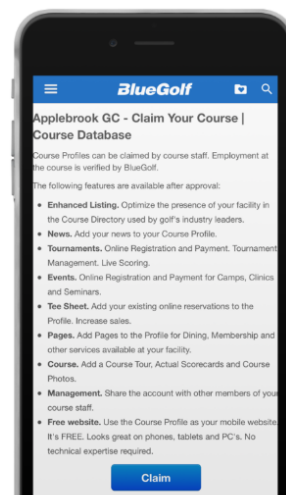 BlueGolf
Applebrook GC - Claim Your Course |
Course Database
Course Profiles can be claimed by course staff. Employment at
the course is verified by BlueGolf.
The following features are available after approval:
• Enhanced Listing. Optimize the presence of your facility in
the Course Directory used by golf's industry leaders.
• News. Add your news to your Course Profile.
• Tournaments. Online Registration and Payment. Tournament
Management. Live Scoring.
• Events. Online Registration and Payment for Camps, Clinics
and Seminars.
• Tee Sheet. Add your existing online reservations to the
Profile. Increase sales.
• Pages. Add Pages to the Profile for Dining, Membership and
other services available at your facility.
• Course. Add a Course Tour, Actual Scorecards and Course
Photos.
• Management. Share the account with other members of your
course staff.
• Free website. Use the Course Profile as your mobile website.
It's FREE. Looks great on phones, tablets and PC's. No
technical expertise required.
Claim